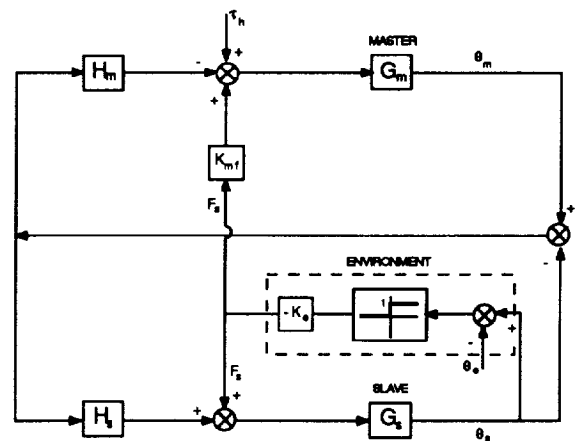 τh
MASTER
+
Hm
-
Gm
θm
+
Kmf
Fs
+
-
ENVIRONMENT
1
-Ke
+
-
θe
Fs
+
SLAVE
Hs
+
Gs
θs